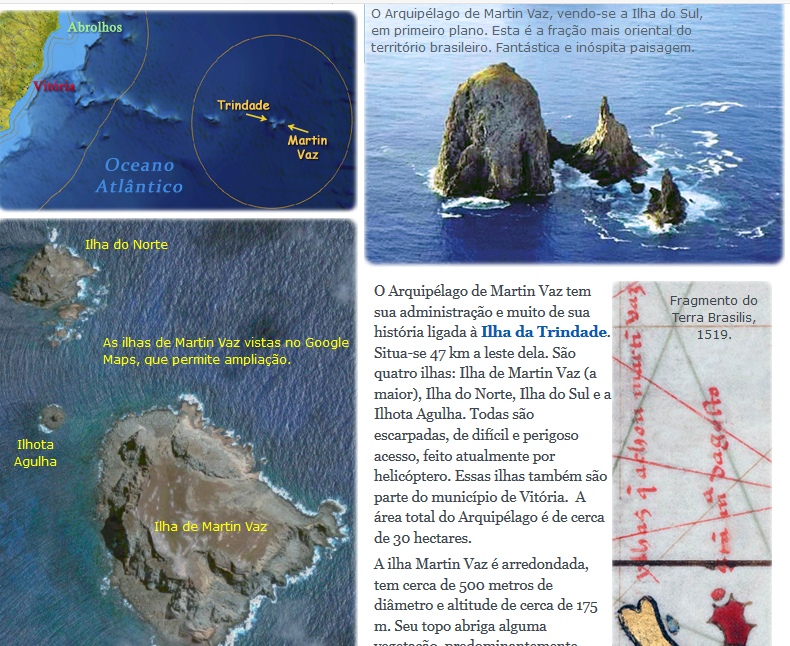 Abrolhos
Vitória
Trindade
Martin
Vaz
Oceano
Atlântico
O Arquipélago de Martin Vaz, vendo-se a Ilha do Sul,
em primeiro plano. Esta é a fração mais oriental do
território brasileiro. Fantástica e inóspita paisagem.
Ilha do Norte
As ilhas de Martin Vaz vistas no Google
Maps, que permite ampliação.
Ilhota
Agulha
Ilha de Martin Vaz
O Arquipélago de Martin Vaz tem
sua administração e muito de sua
história ligada à Ilha da Trindade.
Situa-se 47 km a leste dela. São
quatro ilhas: Ilha de Martin Vaz (a
maior), Ilha do Norte, Ilha do Sul e a
Ilhota Agulha. Todas são
escarpadas, de difícil e perigoso
acesso, feito atualmente por
helicóptero. Essas ilhas também são
parte do município de Vitória. A
área total do Arquipélago é de cerca
de 30 hectares.
A ilha Martin Vaz é arredondada,
tem cerca de 500 metros de
diâmetro e altitude de cerca de 175
m. Seu topo abriga alguma
vegetação, predominantemente
Fragmento do
Terra Brasilis,
1519.